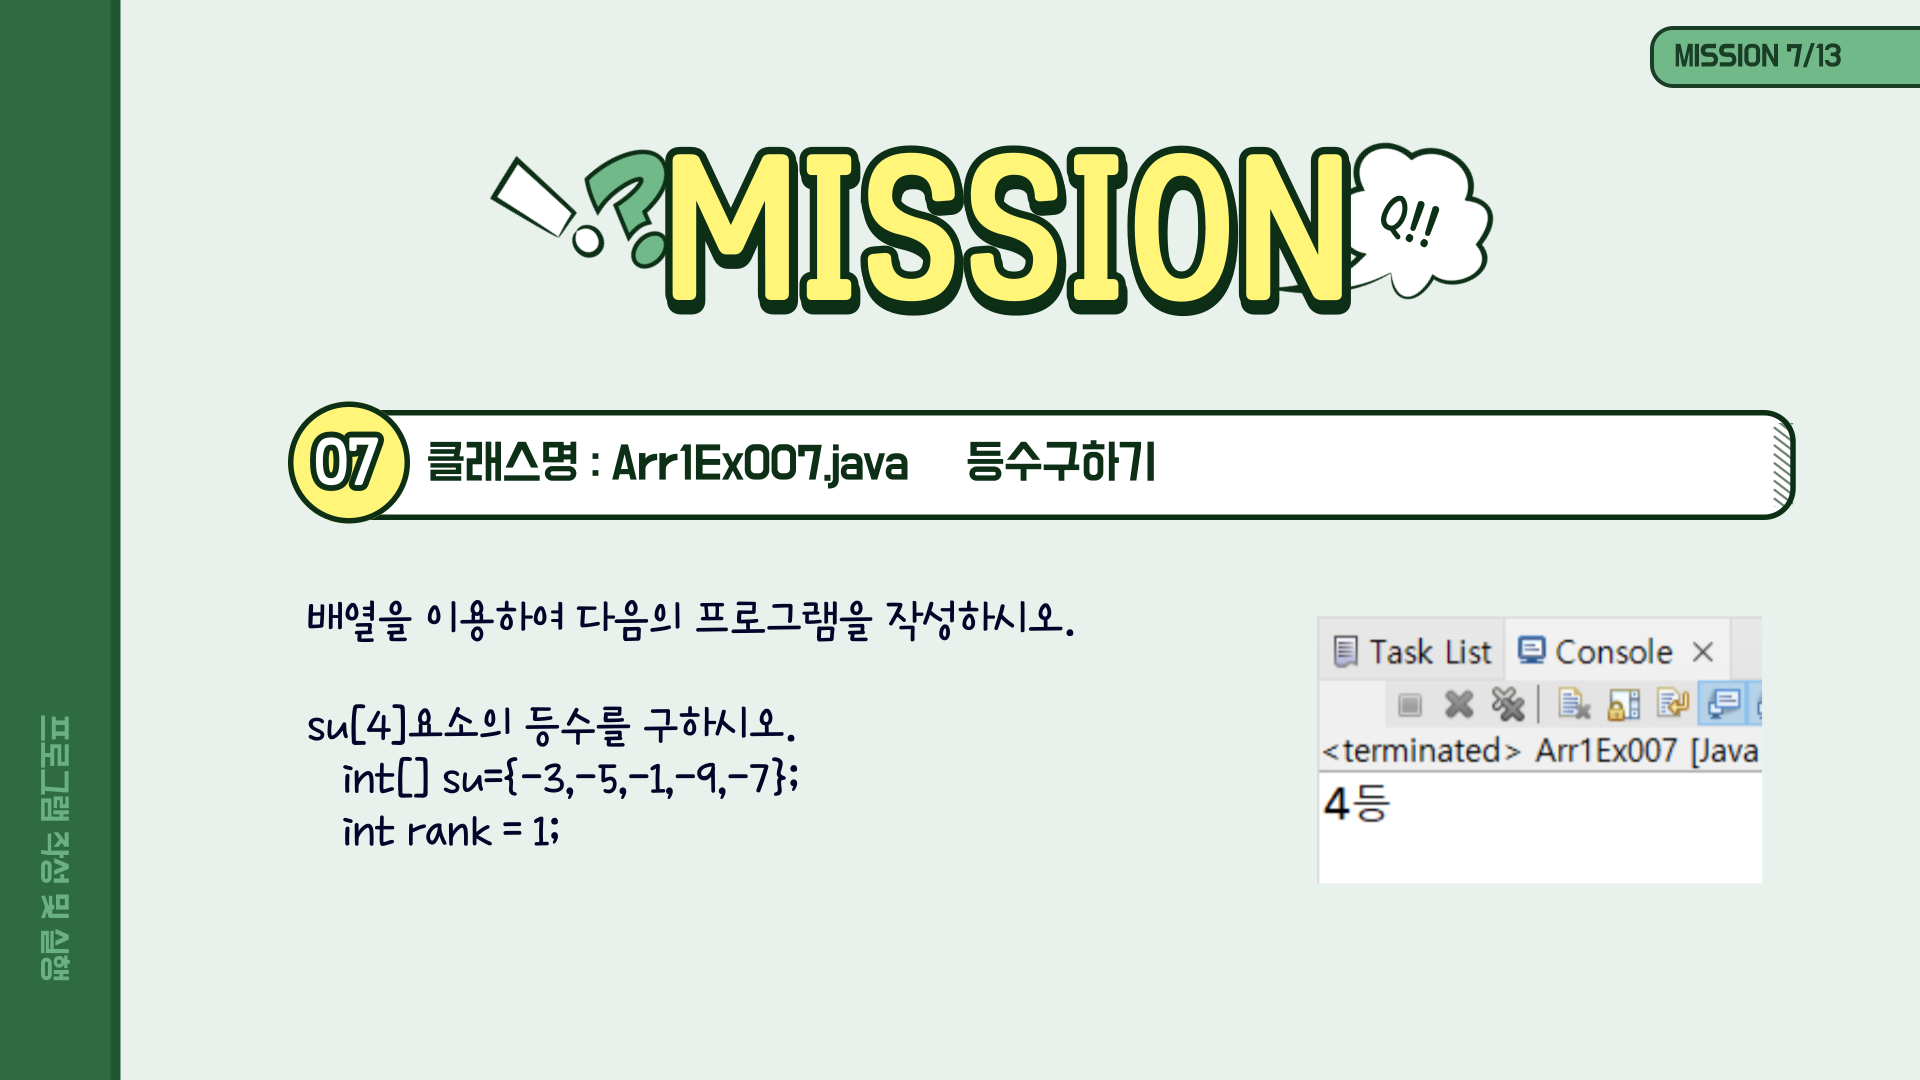 MISSION 7/13
MISSION
Q!!
07
클래스명 : Arr1Ex007.java 등수구하기
배열을 이용하여 다음의 프로그램을 작성하시오.
su[4]요소의 등수를 구하시오.
int[] su={-3,-5,-1,-9,-7};
int rank = 1;
Task List
Console
<terminated> Arr1Ex007 [Java
4등
프로그램 작성 및 실행